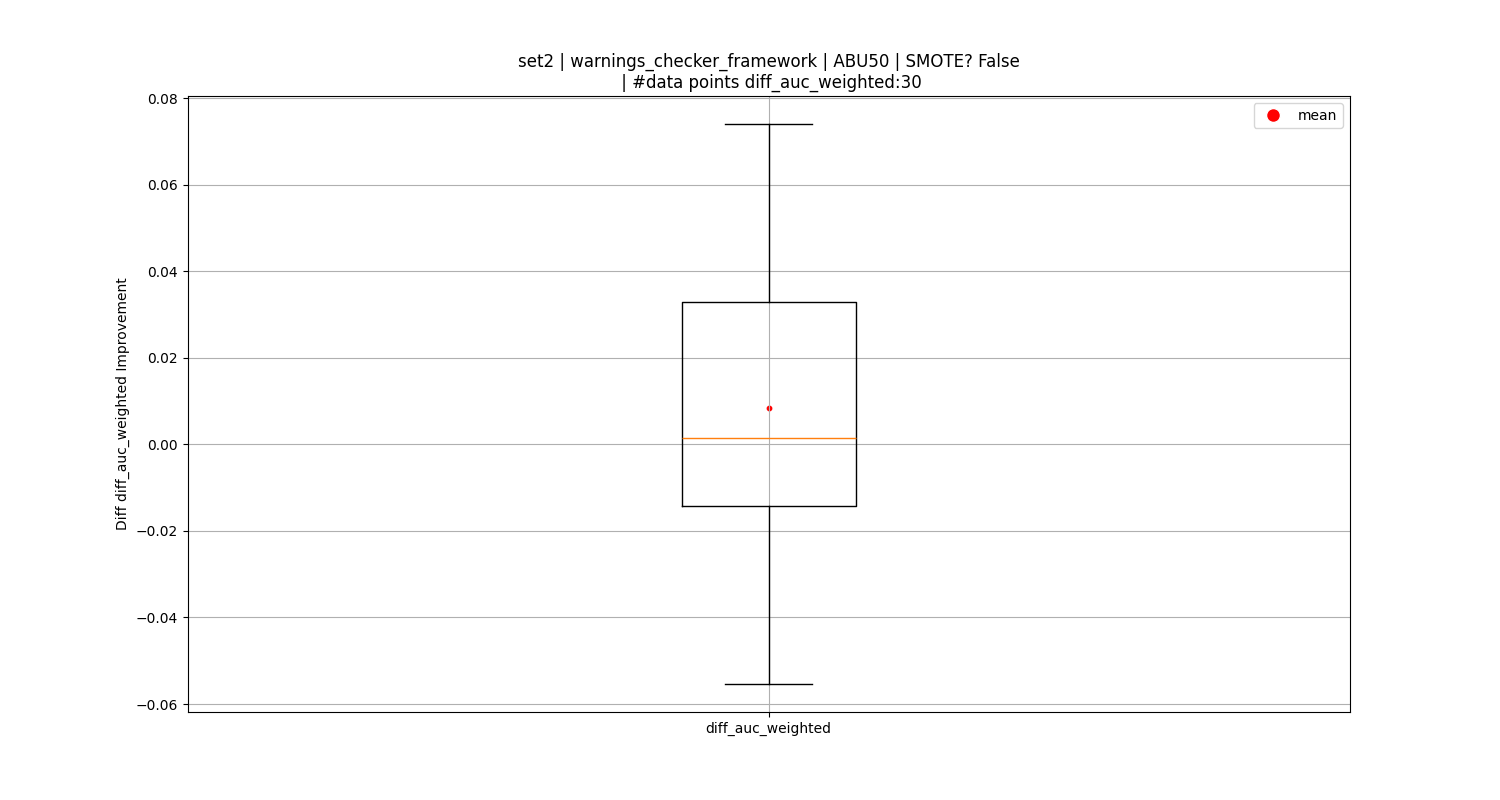 set2 | warnings_checker_framework | ABU50 | SMOTE? False
| #data points diff_auc_weighted:30
mean
0.08
0.06
0.04
0.02
0.00
−0.02
−0.04
−0.06
Diff diff_auc_weighted Improvement
diff_auc_weighted